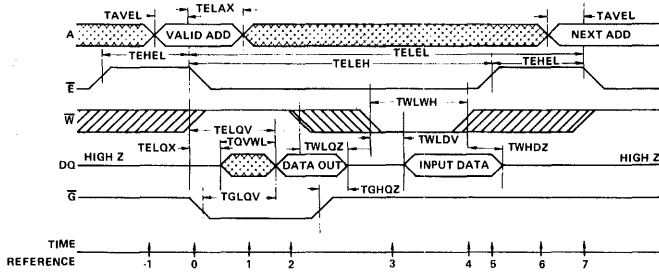 TAVEL TELAX TAVEL
A VALID ADD NEXT ADD
TEHEL TELEL TEHEL
TELEH
E
TWLWH
W
TELQV TWLQZ TWLDV
TELQX TQVWL TWHDZ
DQ HIGH Z DATA OUT INPUT DATA HIGH Z
TGLQV TGHQZ
G
TIME
REFERENCE -1 0 1 2 3 4 5 6 7